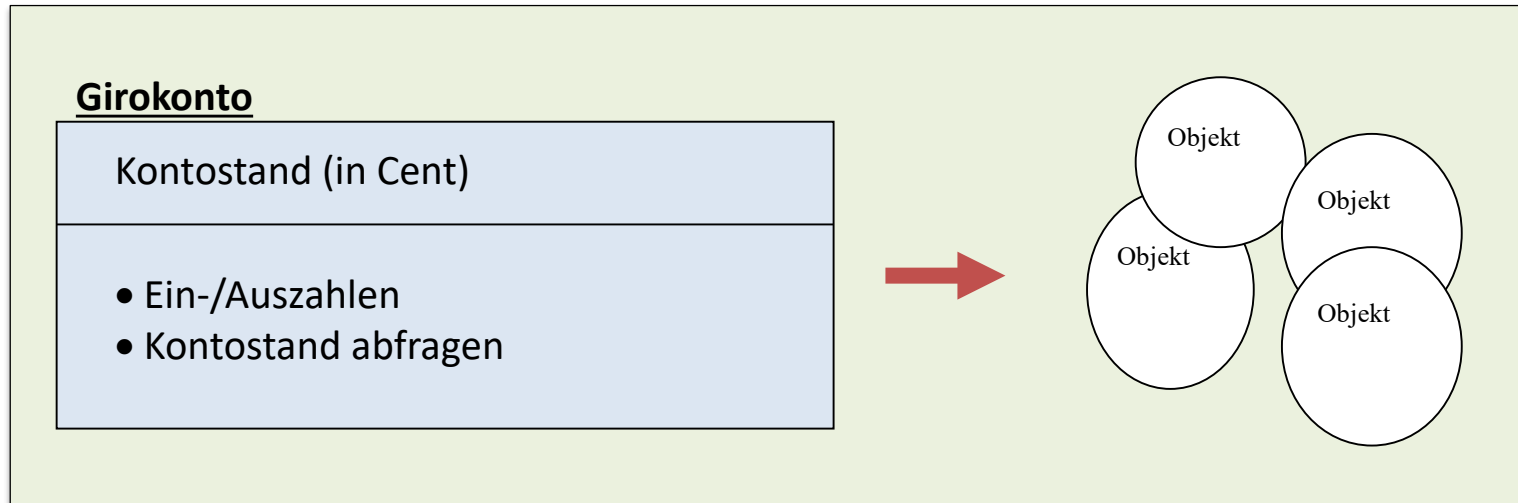 Girokonto
Kontostand (in Cent)
• Ein-/Auszahlen
• Kontostand abfragen
Objekt
Objekt
Objekt
Objekt